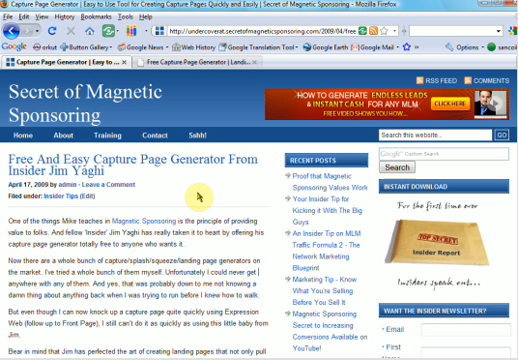 Capture Page Generator | Easy to Use Tool for Creating Capture Pages Quickly and Easily | Secret of Magnetic Sponsoring - Mozilla Firefox
File Edit View History Bookmarks Tools Help
http://undercoverat.secretofmagneticsponsoring.com/2009/04/free
Google
orkut Button Gallery Google News Web History Google Translation Tool Google Earth Google Mail Options soncoil
Capture Page Generator | Easy to ... Free Capture Page Generator | Landi...
RSS FEED COMMENTS
Secret of Magnetic
Sponsoring
HOW TO GENERATE ENDLESS LEADS
& INSTANT CASH FOR ANY MLM
FREE VIDEO SHOWS YOU HOW...
CLICK HERE
Home About Training Contact Sshh!
Search this website... GO
Free And Easy Capture Page Generator From
Insider Jim Yaghi
April 17, 2009 by admin · Leave a Comment
Filed under: Insider Tips (Edit)
One of the things Mike teaches in Magnetic Sponsoring is the principle of providing
value to folks. And fellow 'Insider' Jim Yaghi has really taken it to heart by offering his
capture page generator totally free to anyone who wants it.
Now there are a whole bunch of capture/splash/squeeze/landing page generators on
the market. I've tried a whole bunch of them myself. Unfortunately I could never get
anywhere with any of them. And yes, that was probably down to me not knowing a
damn thing about anything back when I was trying to run before I knew how to walk.
But even though I can now knock up a capture page quite quickly using Expression
Web (follow up to Front Page), I still can't do it as quickly as using this little baby from
Jim.
Bear in mind that Jim has perfected the art of creating landing pages that not only pull
RECENT POSTS
Proof that Magnetic
Sponsoring Values Work
Your Insider Tip for
Kicking it With The Big
Guys
An Insider Tip on MLM
Traffic Formula 2 - The
Network Marketing
Blueprint
Marketing Tip - Know
What You're Selling
Before You Sell It
Magnetic Sponsoring
Secret to Increasing
Conversions Available on
YouTube!
Google Custom Search
Search
INSTANT DOWNLOAD
For the first time ever
TOP SECRET
Insider Report
Insiders speak out...
WANT THE INSIDER NEWSLETTER?
Email
First